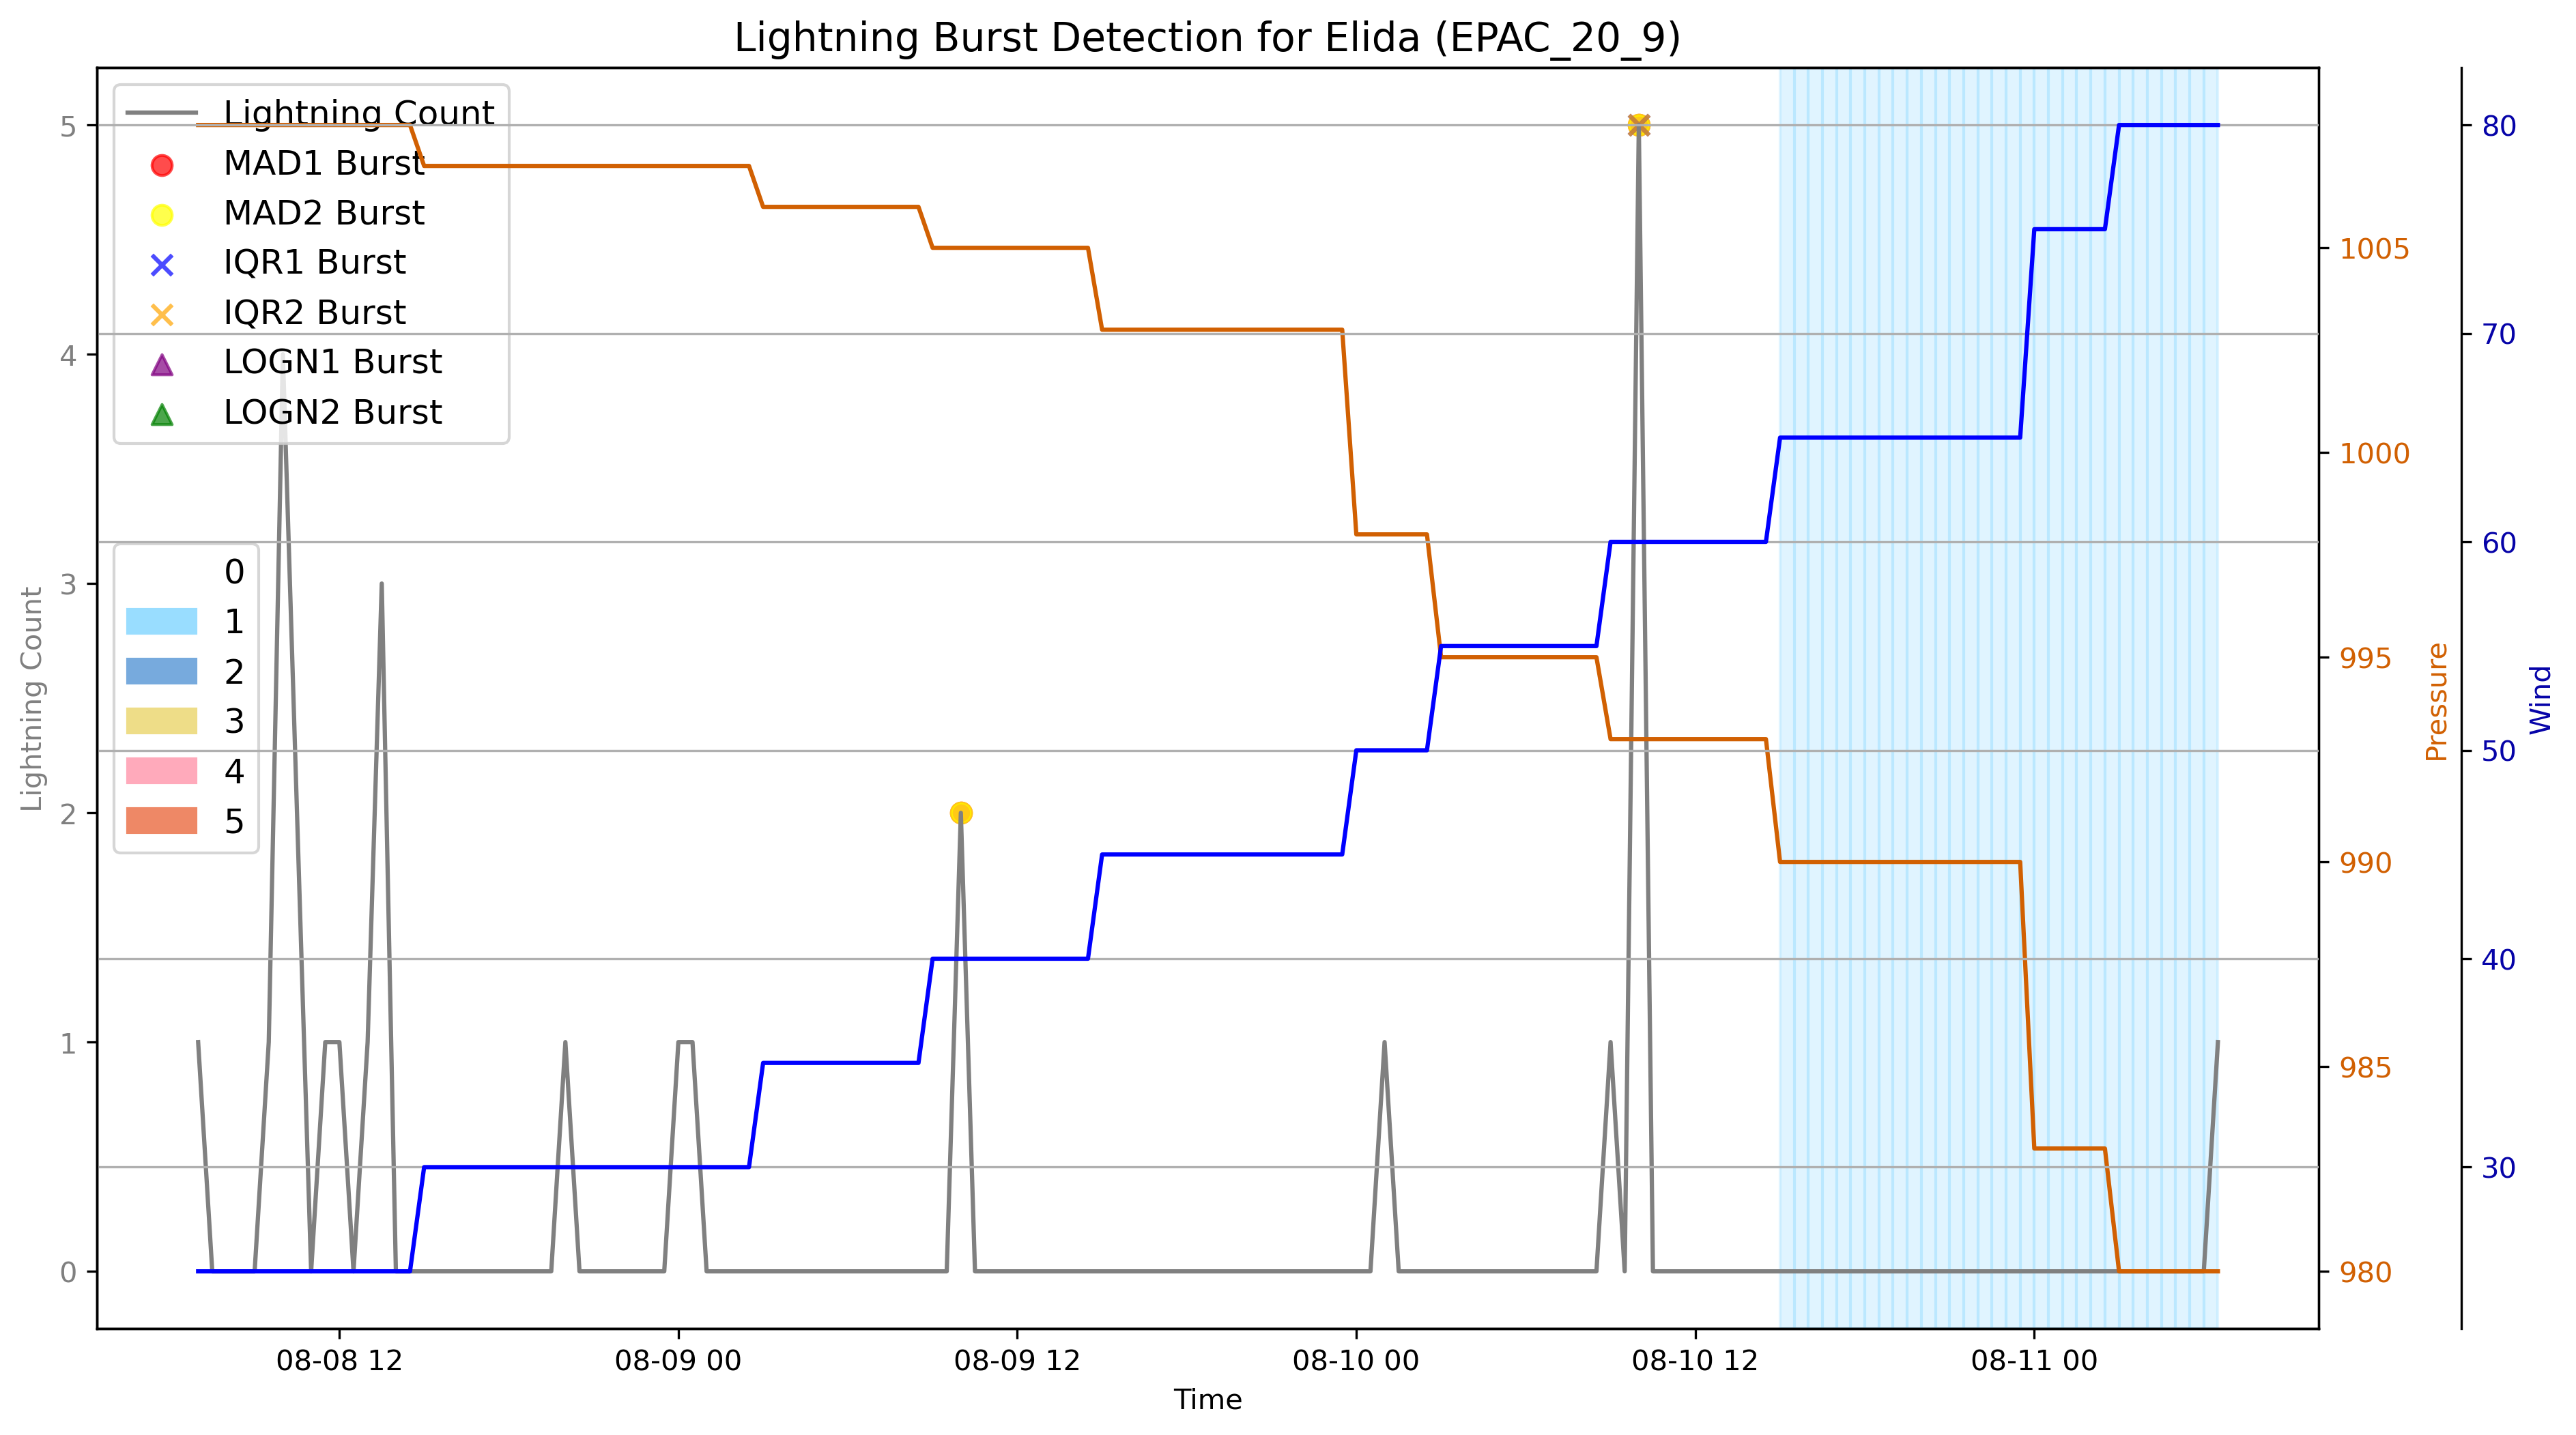 Lightning Burst Detection for Elida (EPAC_20_9)
Lightning Count
MAD1 Burst
MAD2 Burst
IQR1 Burst
IQR2 Burst
LOGN1 Burst
LOGN2 Burst
0
1
2
3
4
5
Lightning Count
5
4
3
2
1
0
1005
1000
995
990
985
980
Pressure
80
70
60
50
40
30
Wind
08-08 12
08-09 00
08-09 12
08-10 00
08-10 12
08-11 00
Time